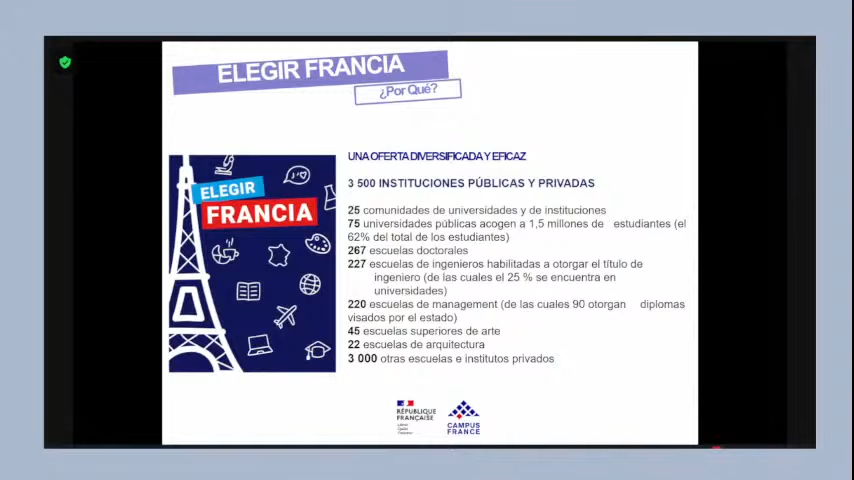 ELEGIR FRANCIA
¿Por Qué?
UNA OFERTA DIVERSIFICADA Y EFICAZ
3 500 INSTITUCIONES PÚBLICAS Y PRIVADAS
ELEGIR
FRANCIA
25 comunidades de universidades y de instituciones
75 universidades públicas acogen a 1,5 millones de estudiantes (el
62% del total de los estudiantes)
267 escuelas doctorales
227 escuelas de ingenieros habilitadas a otorgar el título de
ingeniero (de las cuales el 25 % se encuentra en
universidades)
220 escuelas de management (de las cuales 90 otorgan diplomas
visados por el estado)
45 escuelas superiores de arte
22 escuelas de arquitectura
3 000 otras escuelas e institutos privados
RÉPUBLIQUE
FRANÇAISE
CAMPUS
FRANCE